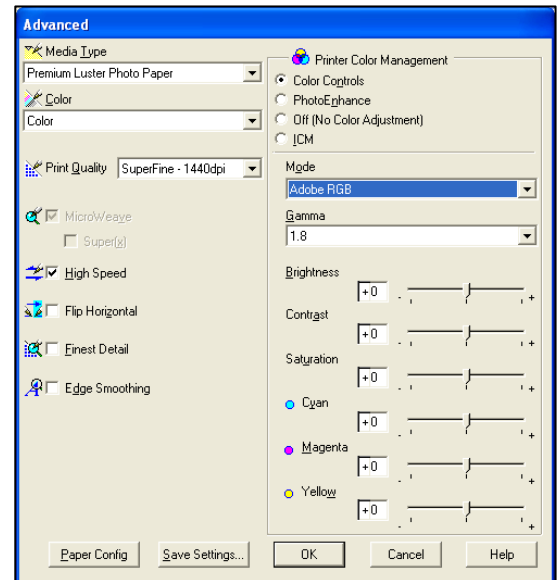 Advanced
Media Type
Premium Luster Photo Paper
Color
Color
Print Quality SuperFine - 1440dpi
MicroWeave
Super(x)
High Speed
Flip Horizontal
Finest Detail
Edge Smoothing
Printer Color Management
Color Controls
PhotoEnhance
Off (No Color Adjustment)
ICM
Mode
Adobe RGB
Gamma
1.8
Brightness
+0 - +
Contrast
+0 - +
Saturation
+0 - +
Cyan
+0 - +
Magenta
+0 - +
Yellow
+0 - +
Paper Config Save Settings... OK Cancel Help